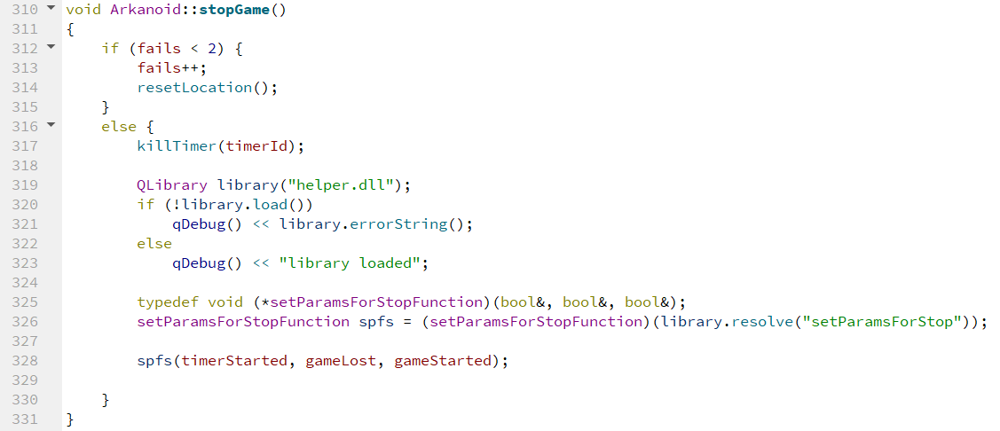 310 void Arkanoid::stopGame()
311 {
312     if (fails < 2) {
313         fails++;
314         resetLocation();
315     }
316     else {
317         killTimer(timerId);
318
319         QLibrary library("helper.dll");
320         if (!library.load())
321             qDebug() << library.errorString();
322         else
323             qDebug() << "library loaded";
324
325         typedef void (*setParamsForStopFunction)(bool&, bool&, bool&);
326         setParamsForStopFunction spfs = (setParamsForStopFunction)(library.resolve("setParamsForStop"));
327
328         spfs(timerStarted, gameLost, gameStarted);
329
330     }
331 }